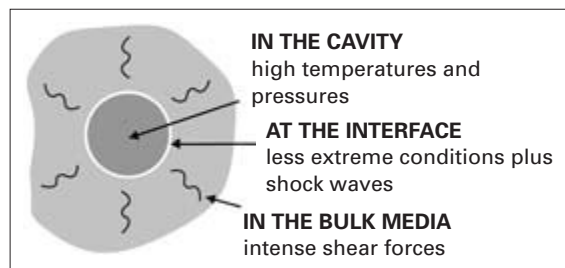 IN THE CAVITY
high temperatures and
pressures
AT THE INTERFACE
less extreme conditions plus
shock waves
IN THE BULK MEDIA
intense shear forces